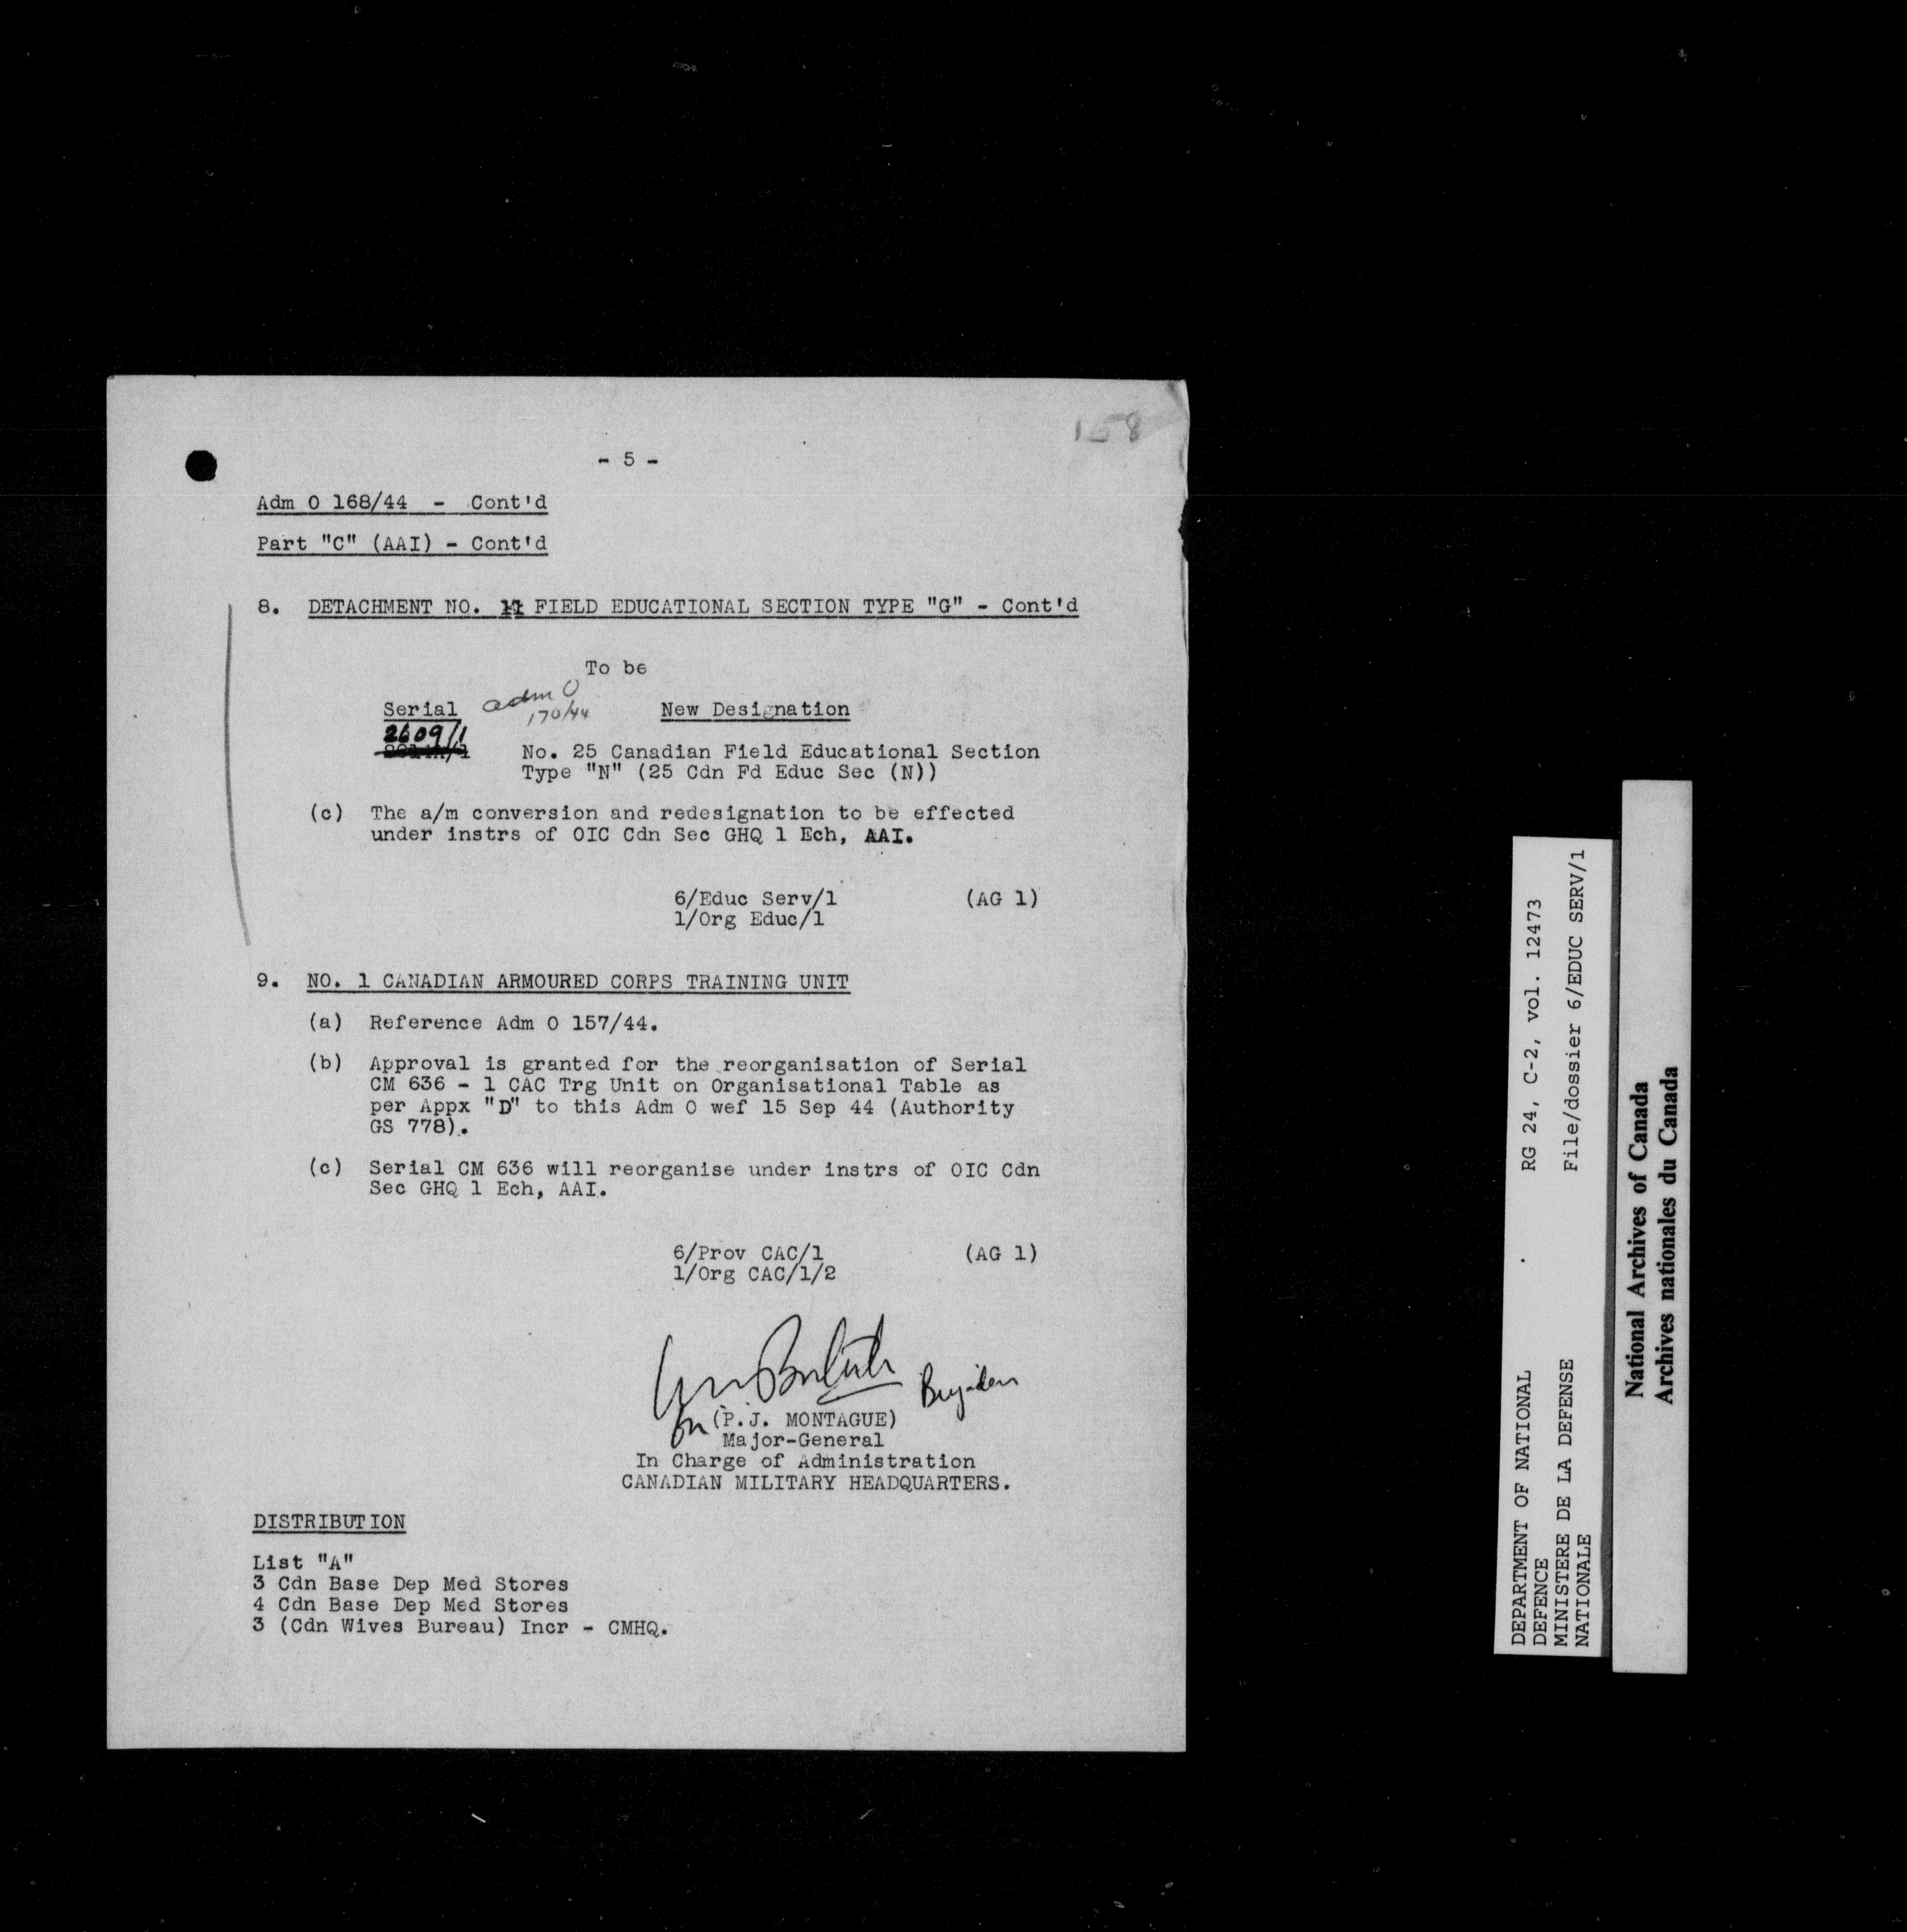 158
- 5 -
Adm O 168/44 - Cont'd
Part "C" (AAI) - Cont'd
8. DETACHMENT NO. FIELD EDUCATIONAL SECTION TYPE "G" - Cont'd
To be
Serial adm O New Designation
170/44
2609/1
No. 25 Canadian Field Educational Section
Type "N" (25 Cdn Fd Educ Sec (N))
(c) The a/m conversion and redesignation to be effected
under instrs of OIC Cdn Sec GHQ 1 Ech, AAI.
6/Educ Serv/1 (AG 1)
1/Org Educ/1
9. NO. 1 CANADIAN ARMOURED CORPS TRAINING UNIT
(a) Reference Adm O 157/44.
(b) Approval is granted for the reorganisation of Serial
CM 636 - 1 CAC Trg Unit on Organisational Table as
per Appx "D" to this Adm O wef 15 Sep 44 (Authority
GS 778).
(c) Serial CM 636 will reorganise under instrs of OIC Cdn
Sec GHQ 1 Ech, AAI.
6/Prov CAC/1 (AG 1)
1/Org CAC/1/2
Brigadier
for (P.J. MONTAGUE)
Major-General
In Charge of Administration
CANADIAN MILITARY HEADQUARTERS.
DISTRIBUTION
List "A"
3 Cdn Base Dep Med Stores
4 Cdn Base Dep Med Stores
3 (Cdn Wives Bureau) Incr - CMHQ.
DEPARTMENT OF NATIONAL RG 24, C-2, vol. 12473
DEFENCE
MINISTERE DE LA DEFENSE File/dossier 6/EDUC SERV/1
NATIONALE
National Archives of Canada
Archives nationales du Canada